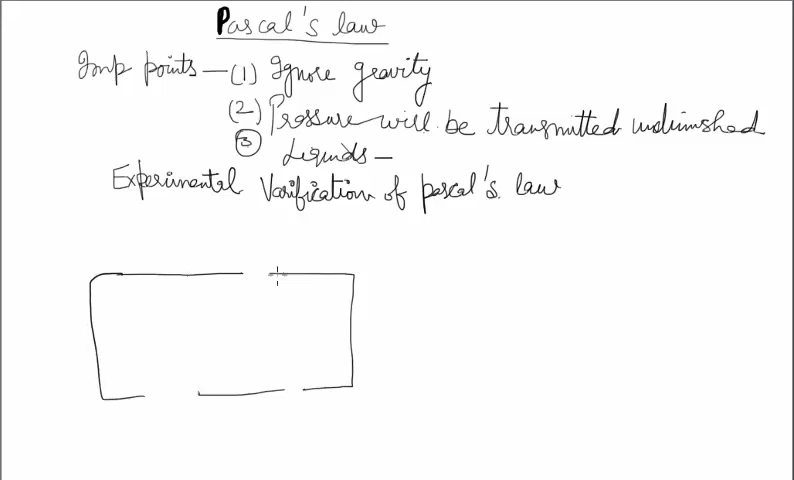 Pascal's law
Imp points — (1) Ignore gravity
(2) Pressure will be transmitted undiminshed
(3) Liquids —
Experimental Varification of pascal's law